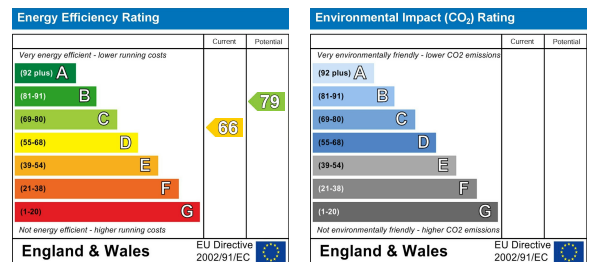 Energy Efficiency Rating
Current Potential
Very energy efficient - lower running costs
(92 plus) A
(81-91) B
(69-80) C
(55-68) D
(39-54) E
(21-38) F
(1-20) G
66
79
Not energy efficient - higher running costs
England & Wales
EU Directive
2002/91/EC
Environmental Impact (CO₂) Rating
Current Potential
Very environmentally friendly - lower CO2 emissions
(92 plus) A
(81-91) B
(69-80) C
(55-68) D
(39-54) E
(21-38) F
(1-20) G
Not environmentally friendly - higher CO2 emissions
England & Wales
EU Directive
2002/91/EC